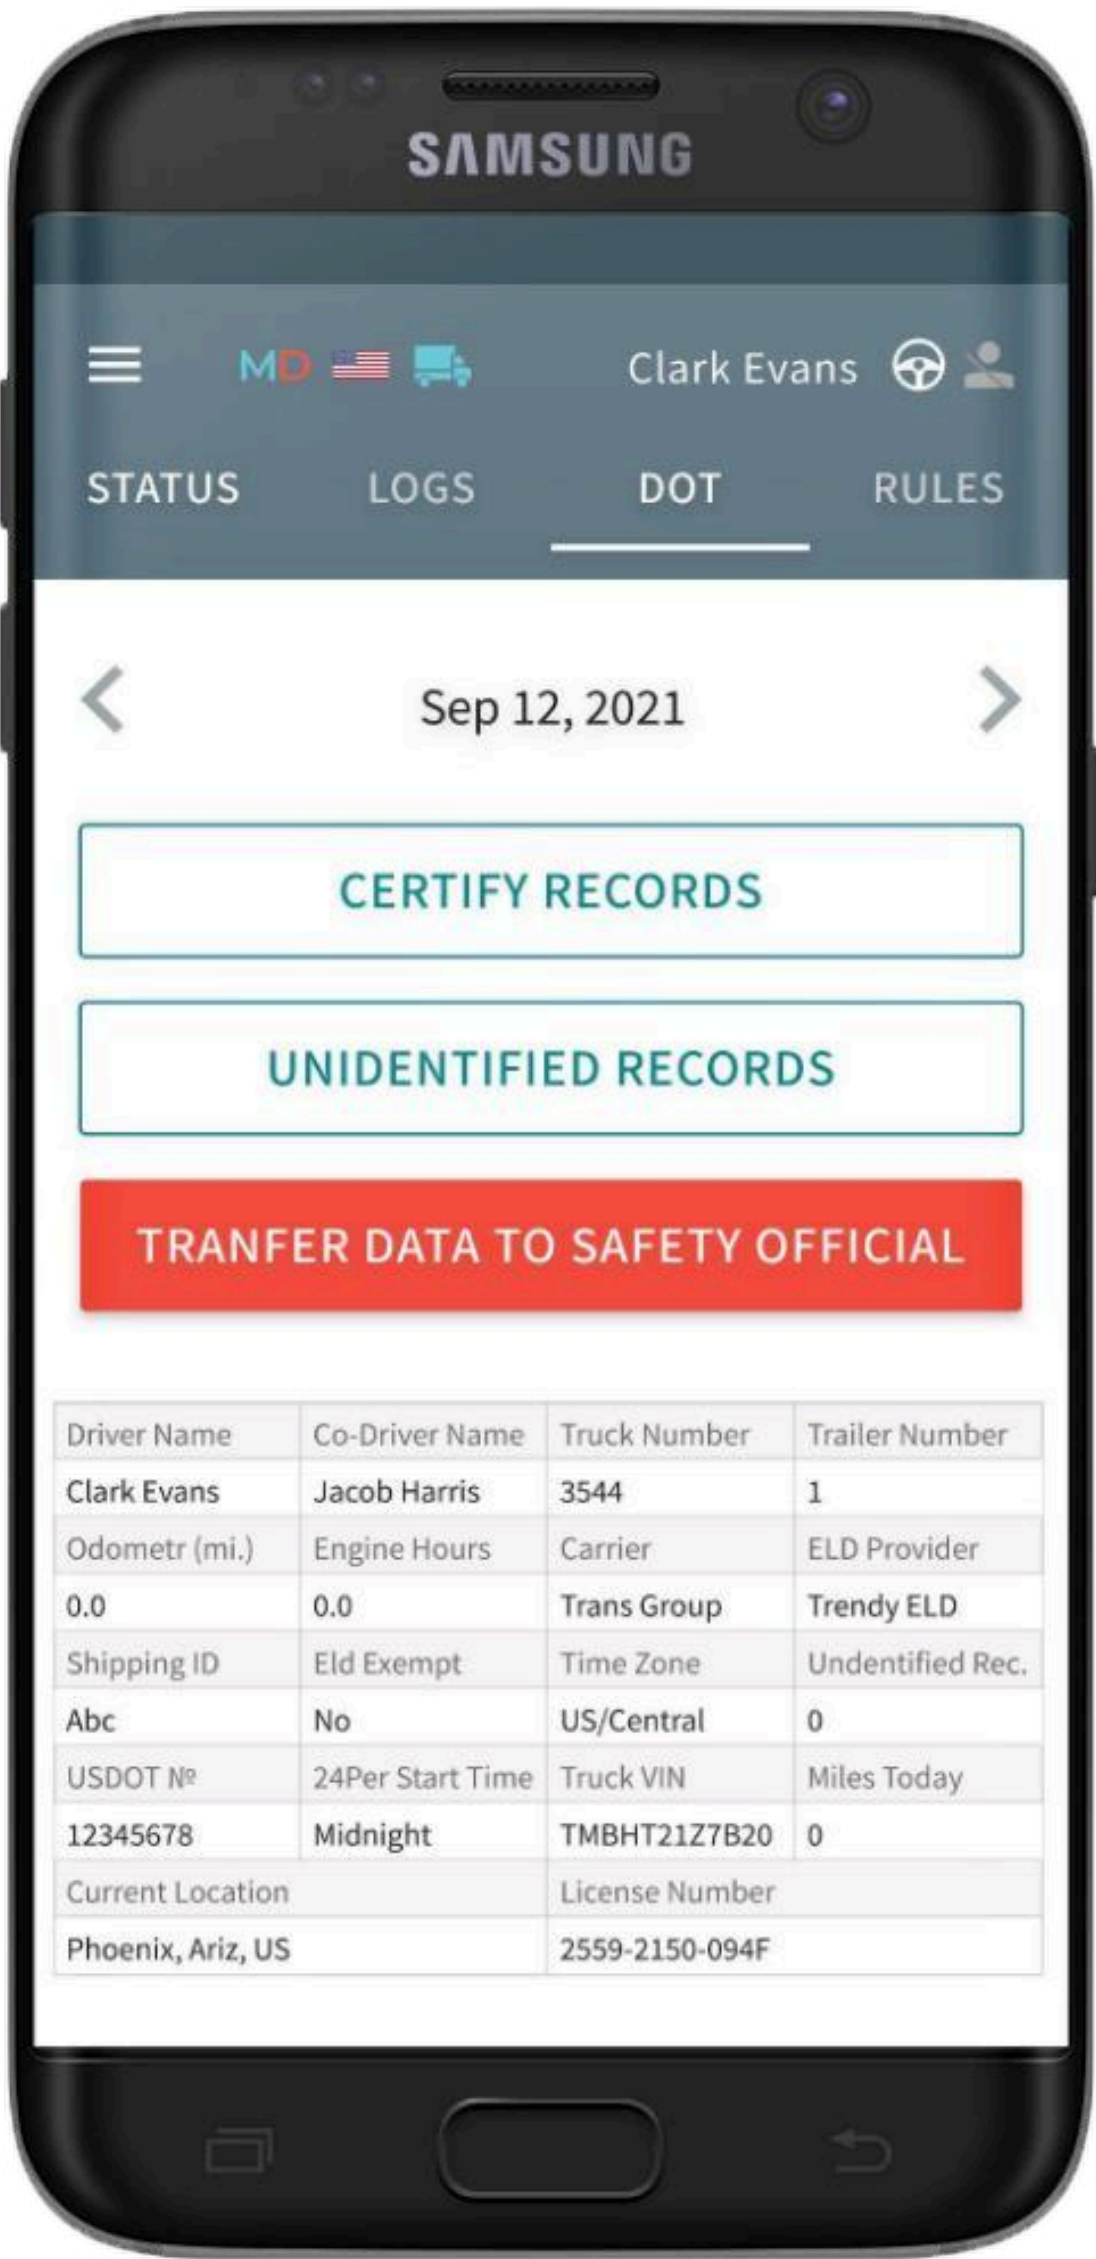 SAMSUNG
MD Clark Evans
STATUS LOGS DOT RULES
Sep 12, 2021
CERTIFY RECORDS
UNIDENTIFIED RECORDS
TRANFER DATA TO SAFETY OFFICIAL
Driver Name Co-Driver Name Truck Number Trailer Number
Clark Evans Jacob Harris 3544 1
Odometr (mi.) Engine Hours Carrier ELD Provider
0.0 0.0 Trans Group Trendy ELD
Shipping ID Eld Exempt Time Zone Undentified Rec.
Abc No US/Central 0
USDOT № 24Per Start Time Truck VIN Miles Today
12345678 Midnight TMBHT21Z7B20 0
Current Location License Number
Phoenix, Ariz, US 2559-2150-094F